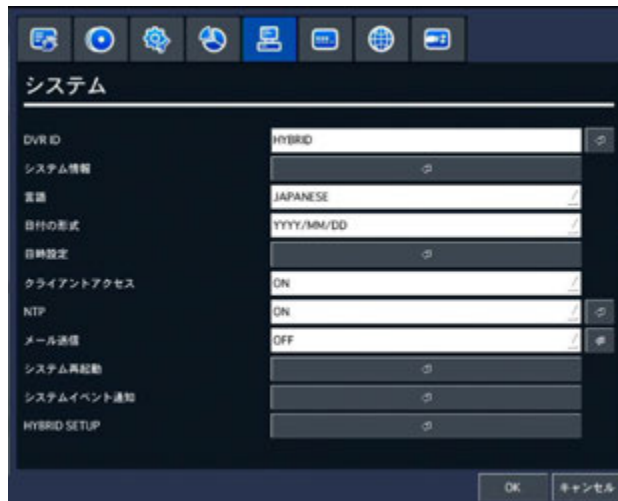 システム
DVR ID HYBRID
システム情報
言語 JAPANESE
日付の形式 YYYY/MM/DD
日時設定
クライアントアクセス ON
NTP ON
メール送信 OFF
システム再起動
システムイベント通知
HYBRID SETUP
OK キャンセル